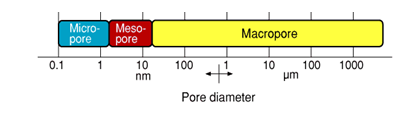 Micro-
pore
Meso-
pore
Macropore
0.1 1 10 100 1 10 100 1000
nm µm
Pore diameter